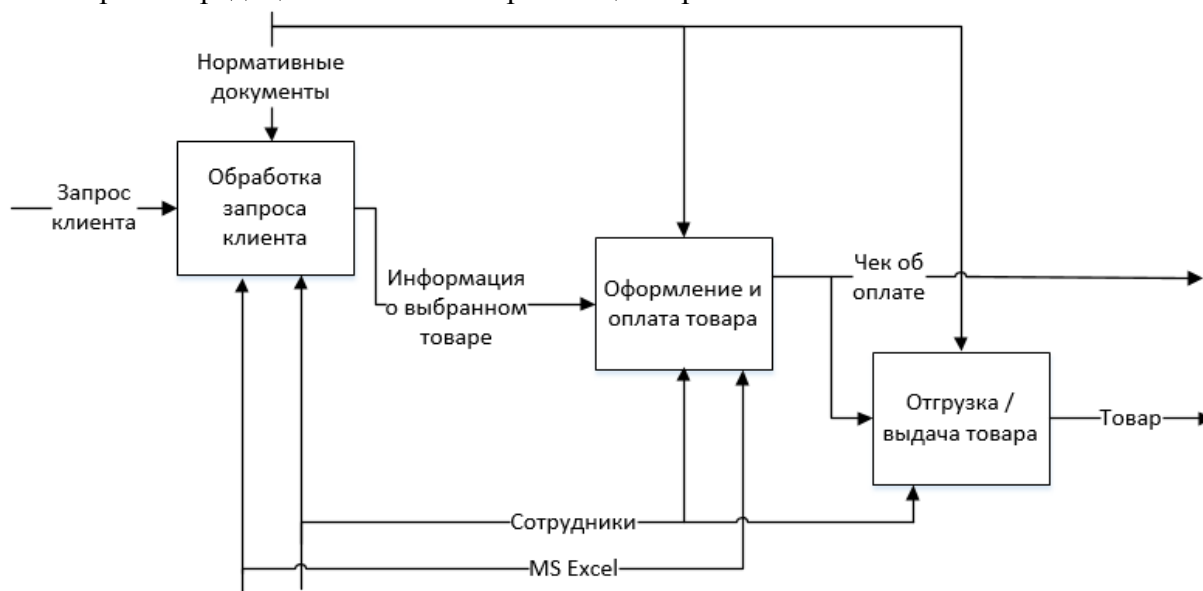 Нормативные
документы
Запрос
клиента
Обработка
запроса
клиента
Информация
о выбранном
товаре
Оформление и
оплата товара
Чек об
оплате
Отгрузка /
выдача товара
Товар
Сотрудники
MS Excel